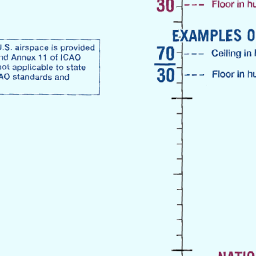 30 --- Floor in hu
EXAMPLES O
J.S. airspace is provided
nd Annex 11 of ICAO
not applicable to state
AO standards and
70 --- Ceiling in
30 --- Floor in hu
NATIO